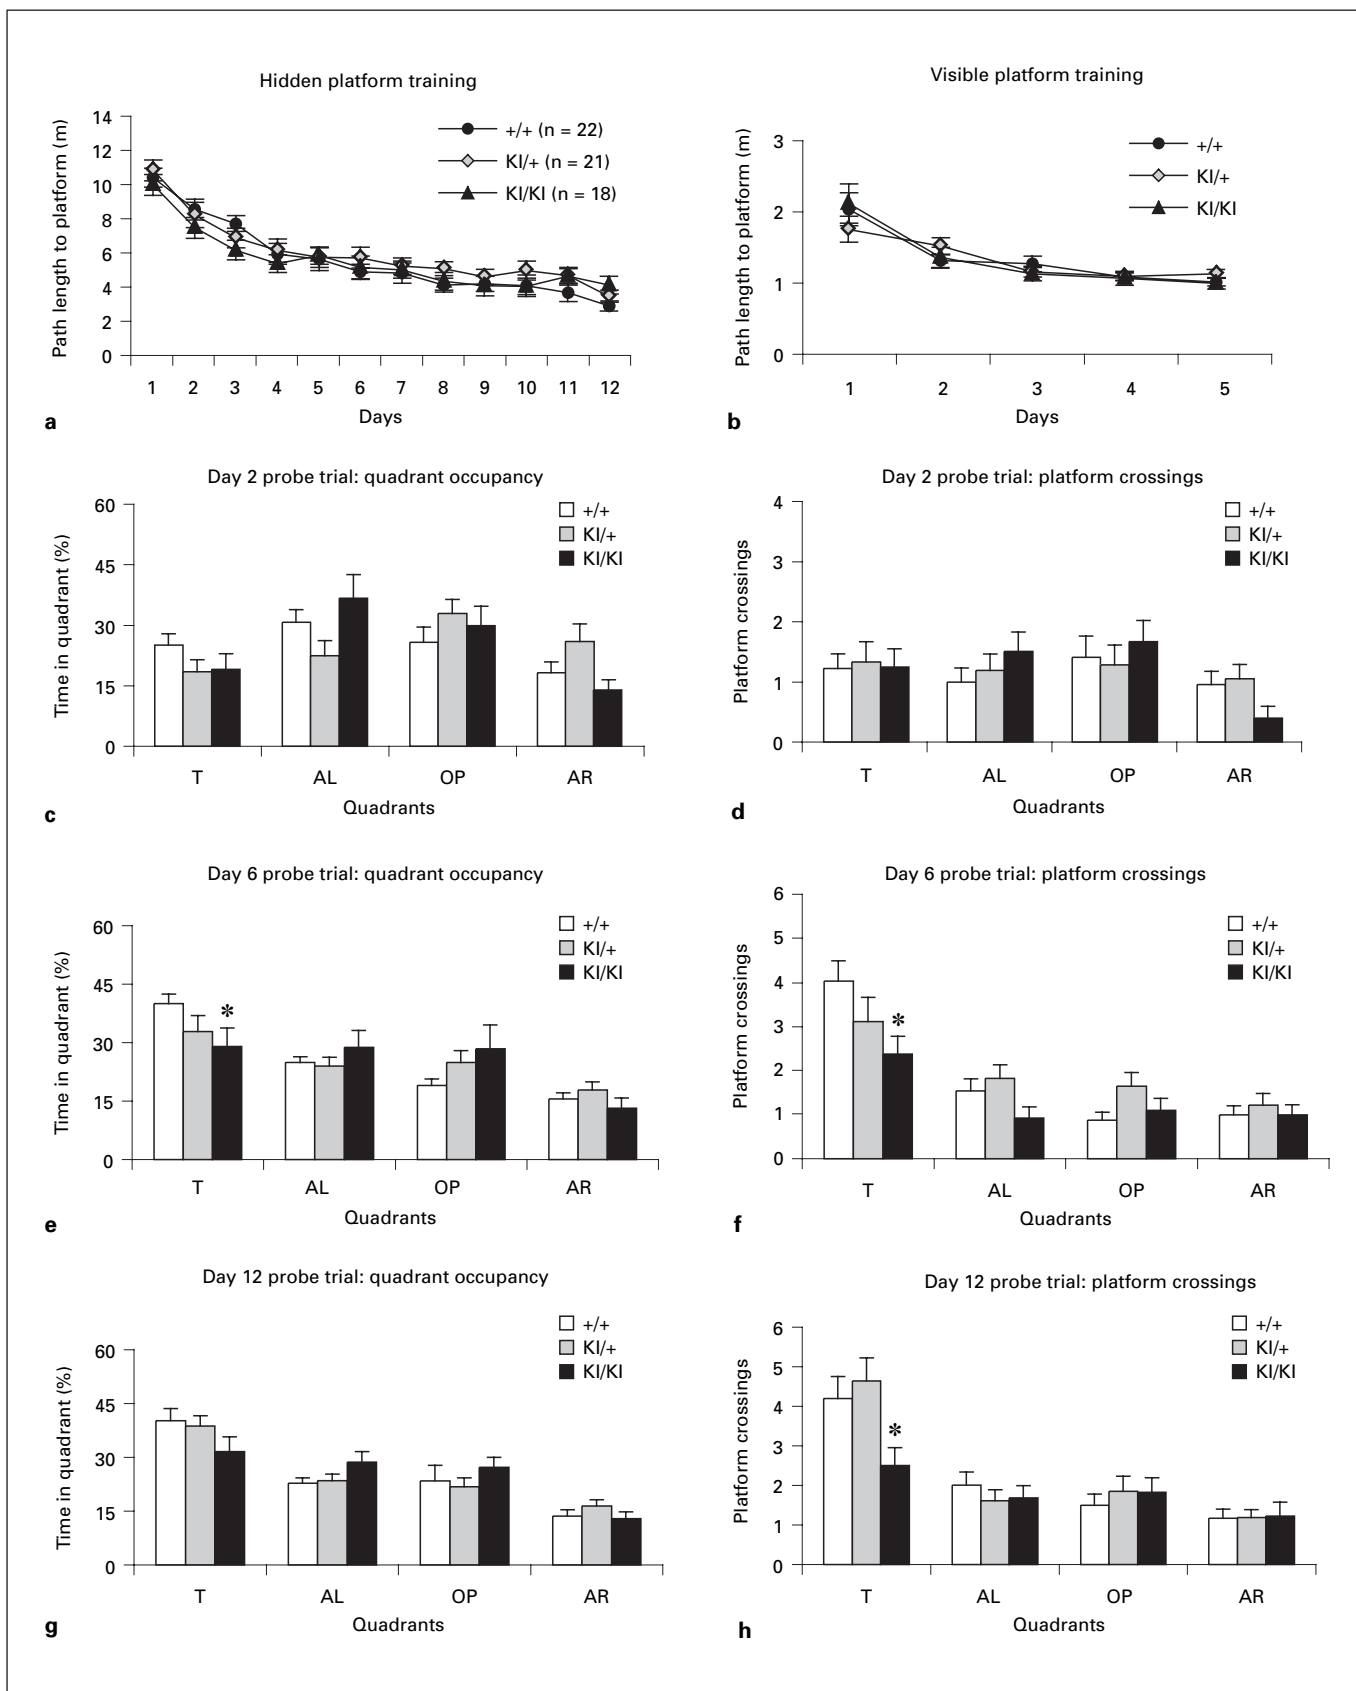 Hidden platform training
Path length to platform (m)
14
12
10
8
6
4
2
0
+/+ (n = 22)
KI/+ (n = 21)
KI/KI (n = 18)
1 2 3 4 5 6 7 8 9 10 11 12
Days
a
Visible platform training
Path length to platform (m)
3
2
1
0
+/+
KI/+
KI/KI
1 2 3 4 5
Days
b
Day 2 probe trial: quadrant occupancy
Time in quadrant (%)
60
45
30
15
0
+/+
KI/+
KI/KI
T AL OP AR
Quadrants
c
Day 2 probe trial: platform crossings
Platform crossings
4
3
2
1
0
+/+
KI/+
KI/KI
T AL OP AR
Quadrants
d
Day 6 probe trial: quadrant occupancy
Time in quadrant (%)
60
45
30
15
0
+/+
KI/+
KI/KI
*
T AL OP AR
Quadrants
e
Day 6 probe trial: platform crossings
Platform crossings
6
5
4
3
2
1
0
+/+
KI/+
KI/KI
*
T AL OP AR
Quadrants
f
Day 12 probe trial: quadrant occupancy
Time in quadrant (%)
60
45
30
15
0
+/+
KI/+
KI/KI
T AL OP AR
Quadrants
g
Day 12 probe trial: platform crossings
Platform crossings
6
5
4
3
2
1
0
+/+
KI/+
KI/KI
*
T AL OP AR
Quadrants
h